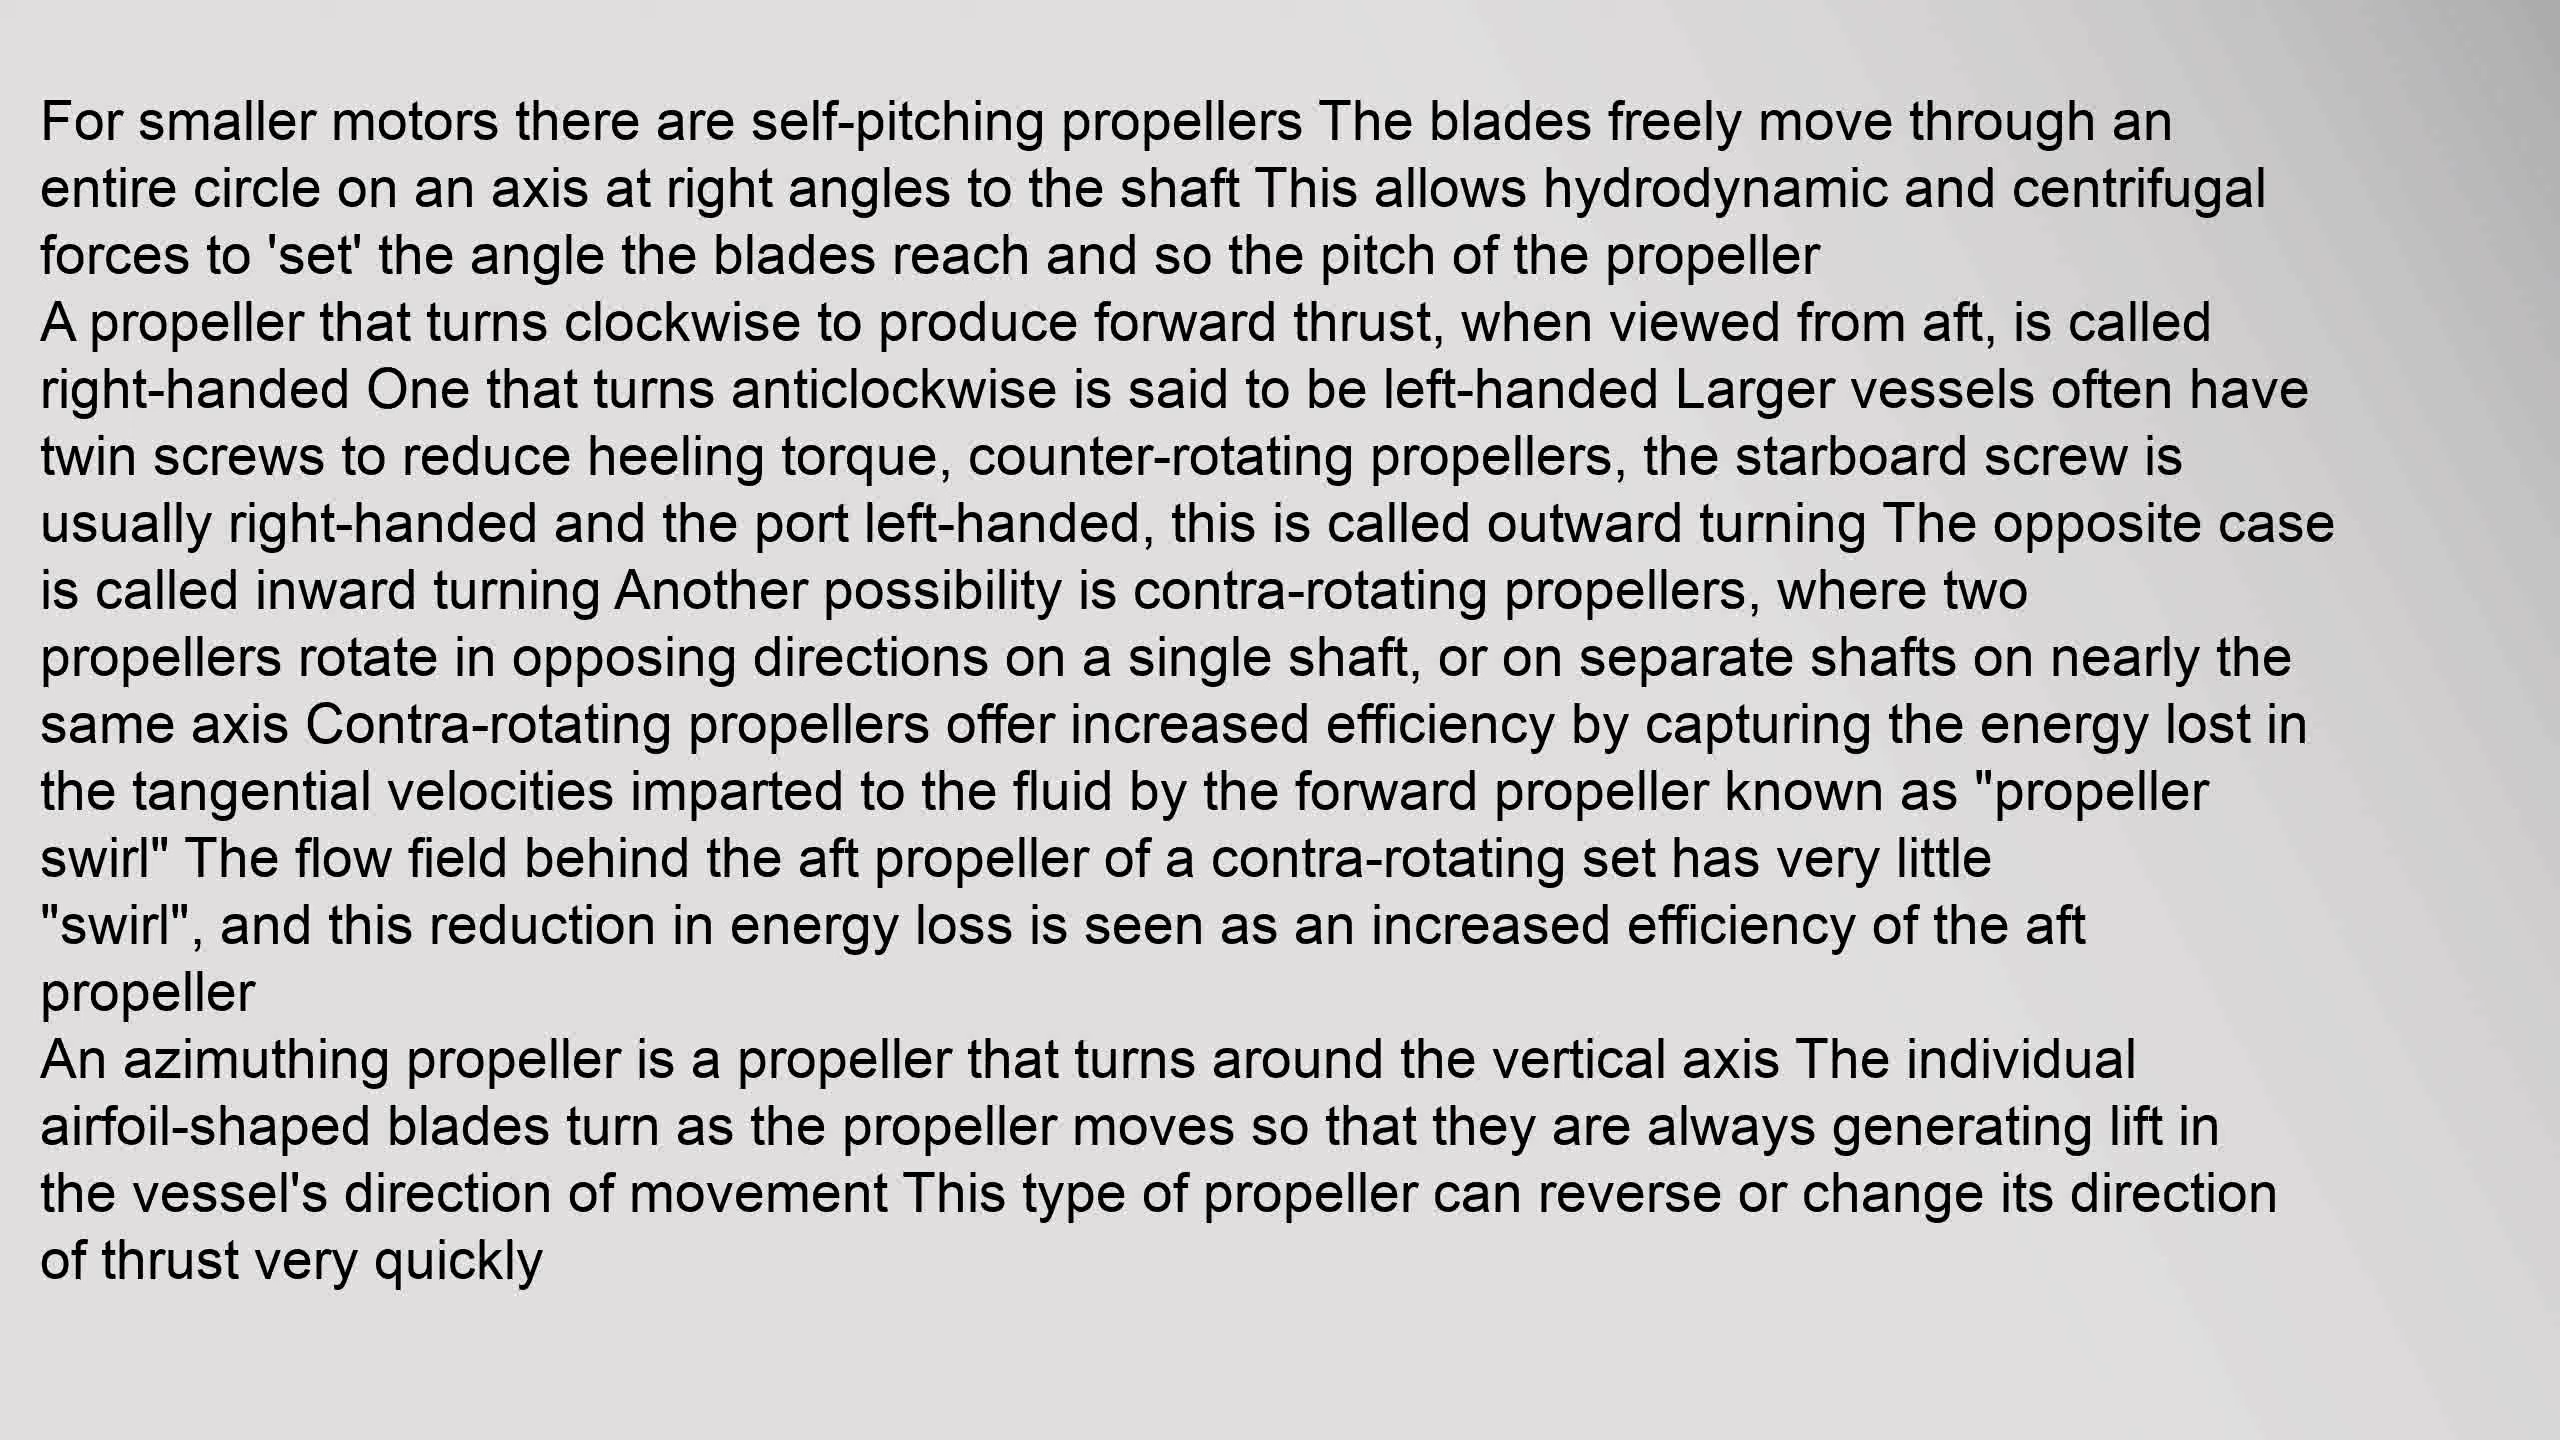 For smaller motors there are self-pitching propellers The blades freely move through an
entire circle on an axis at right angles to the shaft This allows hydrodynamic and centrifugal
forces to 'set' the angle the blades reach and so the pitch of the propeller
A propeller that turns clockwise to produce forward thrust, when viewed from aft, is called
right-handed One that turns anticlockwise is said to be left-handed Larger vessels often have
twin screws to reduce heeling torque, counter-rotating propellers, the starboard screw is
usually right-handed and the port left-handed, this is called outward turning The opposite case
is called inward turning Another possibility is contra-rotating propellers, where two
propellers rotate in opposing directions on a single shaft, or on separate shafts on nearly the
same axis Contra-rotating propellers offer increased efficiency by capturing the energy lost in
the tangential velocities imparted to the fluid by the forward propeller known as "propeller
swirl" The flow field behind the aft propeller of a contra-rotating set has very little
"swirl", and this reduction in energy loss is seen as an increased efficiency of the aft
propeller
An azimuthing propeller is a propeller that turns around the vertical axis The individual
airfoil-shaped blades turn as the propeller moves so that they are always generating lift in
the vessel's direction of movement This type of propeller can reverse or change its direction
of thrust very quickly